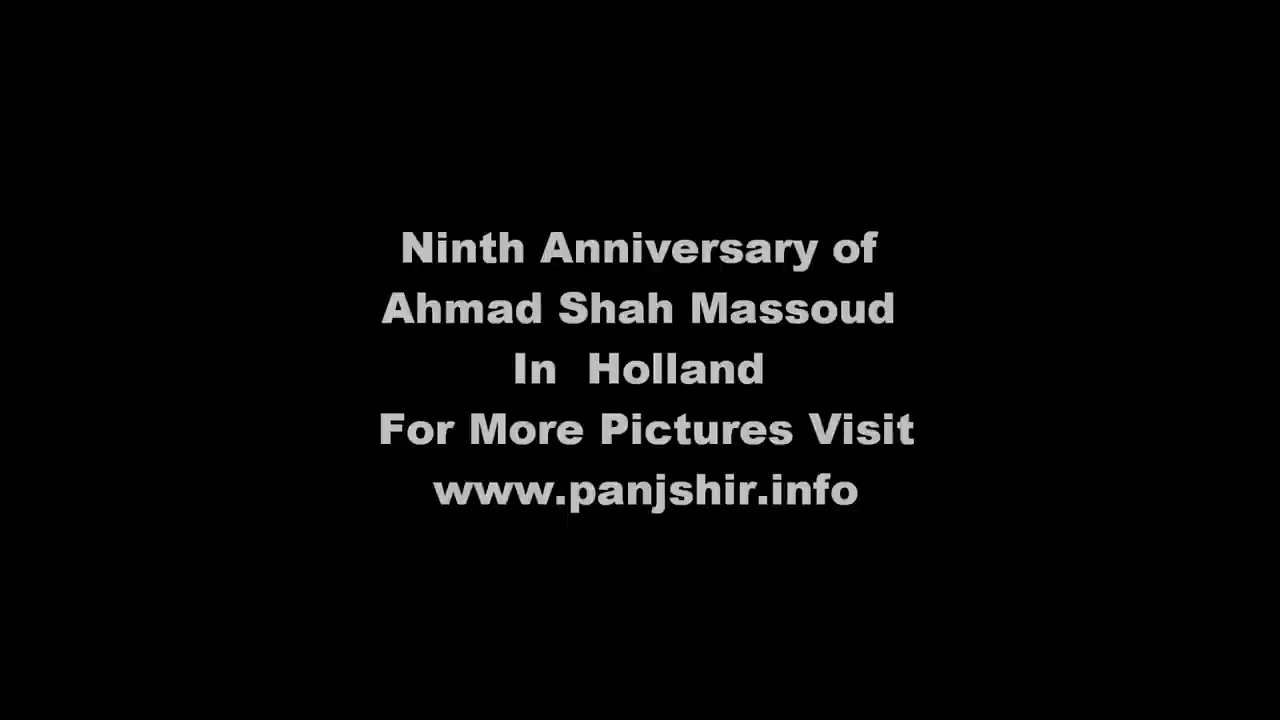 Ninth Anniversary of
Ahmad Shah Massoud
In  Holland
For More Pictures Visit
www.panjshir.info